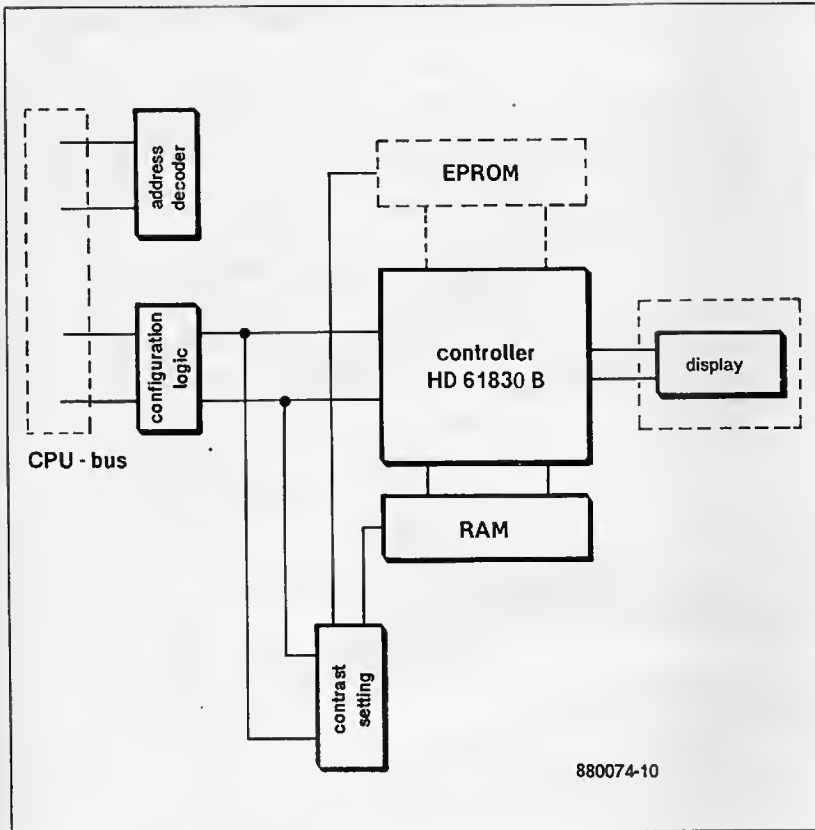 address
decoder
EPROM
configuration
logic
controller
HD 61830 B
display
CPU - bus
RAM
contrast
setting
880074-10